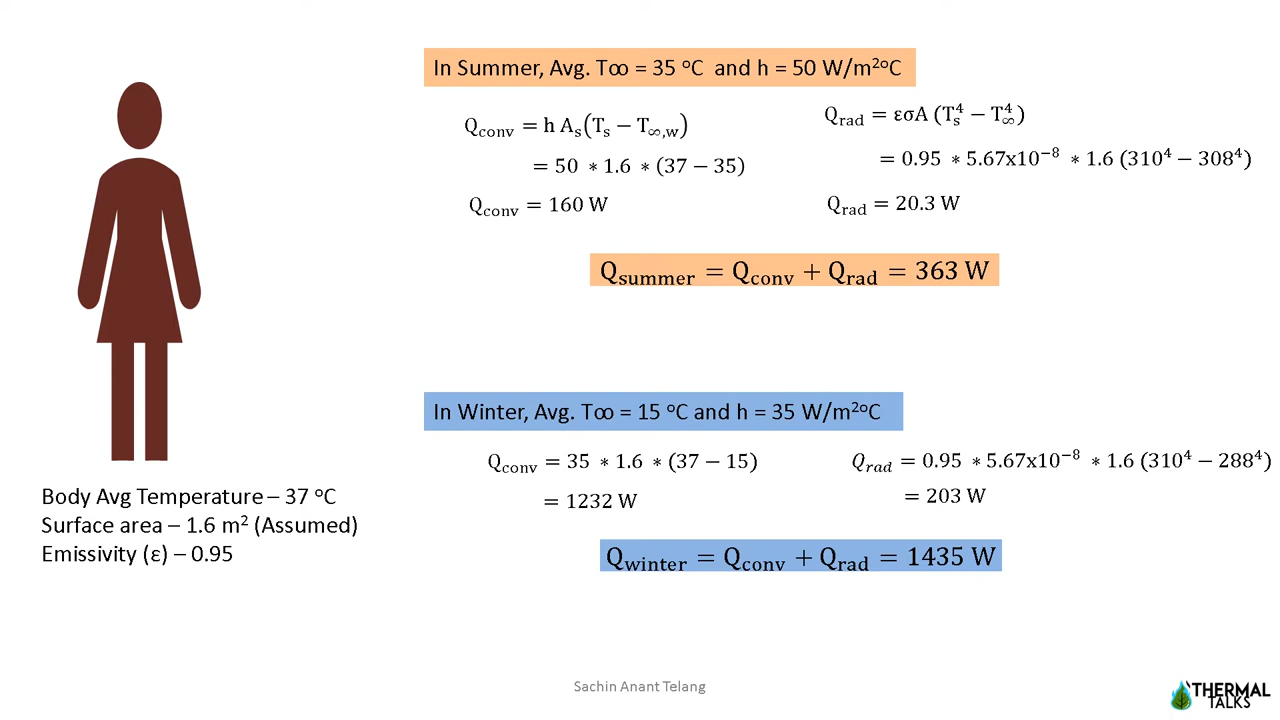 In Summer, Avg. T∞ = 35 °C and h = 50 W/m²°C
Q_conv = h A_s(T_s − T_∞,w)
= 50 ∗ 1.6 ∗ (37 − 35)
Q_conv = 160 W
Q_rad = εσA (T_s⁴ − T_∞⁴)
= 0.95 ∗ 5.67x10⁻⁸ ∗ 1.6 (310⁴ − 308⁴)
Q_rad = 20.3 W
Q_summer = Q_conv + Q_rad = 363 W
In Winter, Avg. T∞ = 15 °C and h = 35 W/m²°C
Q_conv = 35 ∗ 1.6 ∗ (37 − 15)
= 1232 W
Q_rad = 0.95 ∗ 5.67x10⁻⁸ ∗ 1.6 (310⁴ − 288⁴)
= 203 W
Q_winter = Q_conv + Q_rad = 1435 W
Body Avg Temperature – 37 °C
Surface area – 1.6 m² (Assumed)
Emissivity (ε) – 0.95
Sachin Anant Telang
THERMAL
TALKS